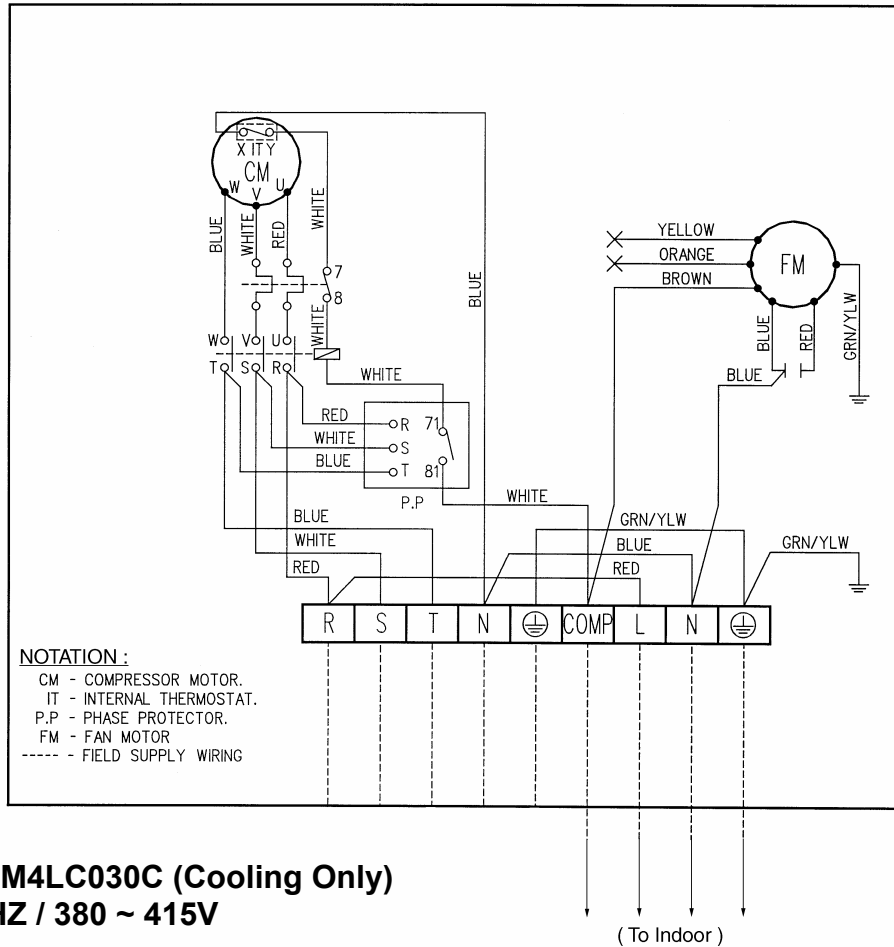 X IT Y
CM
W V U
BLUE
WHITE
RED
WHITE
7
8
WHITE
BLUE
YELLOW
ORANGE
BROWN
FM
BLUE
RED
GRN/YLW
BLUE
W V U
T S R
WHITE
RED
WHITE
BLUE
R 71
S
T 81
P.P
WHITE
BLUE
WHITE
RED
GRN/YLW
BLUE
RED
GRN/YLW
R S T N COMP L N
NOTATION :
CM - COMPRESSOR MOTOR.
IT - INTERNAL THERMOSTAT.
P.P - PHASE PROTECTOR.
FM - FAN MOTOR
----- - FIELD SUPPLY WIRING
M4LC030C (Cooling Only)
HZ / 380 ~ 415V
( To Indoor )